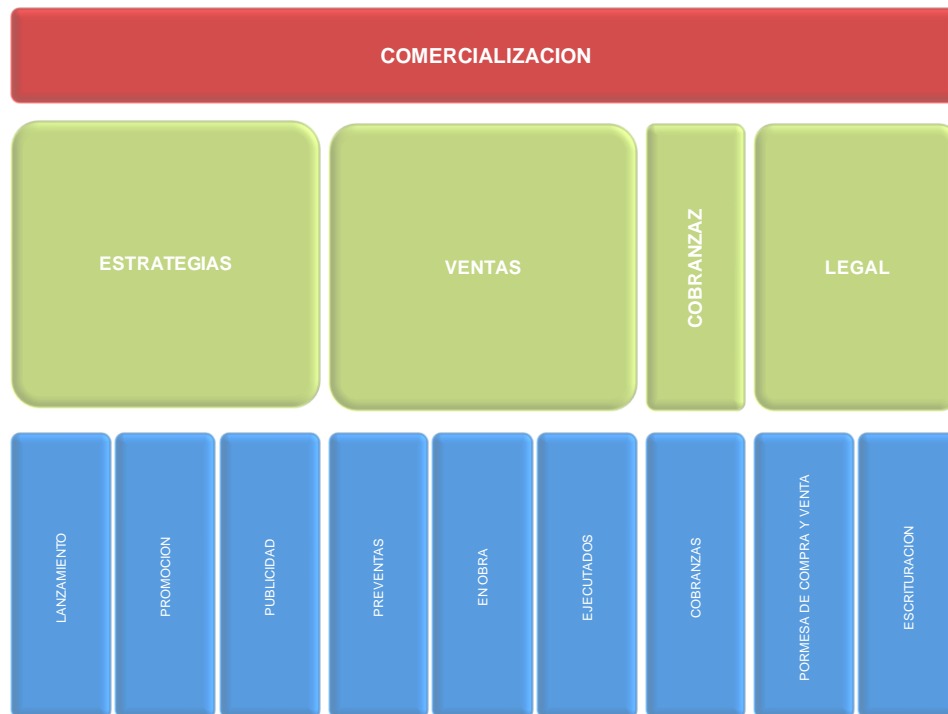 COMERCIALIZACION
ESTRATEGIAS
VENTAS
COBRANZAZ
LEGAL
LANZAMIENTO
PROMOCION
PUBLICIDAD
PREVENTAS
EN OBRA
EJECUTADOS
COBRANZAS
PORMESA DE COMPRA Y VENTA
ESCRITURACION